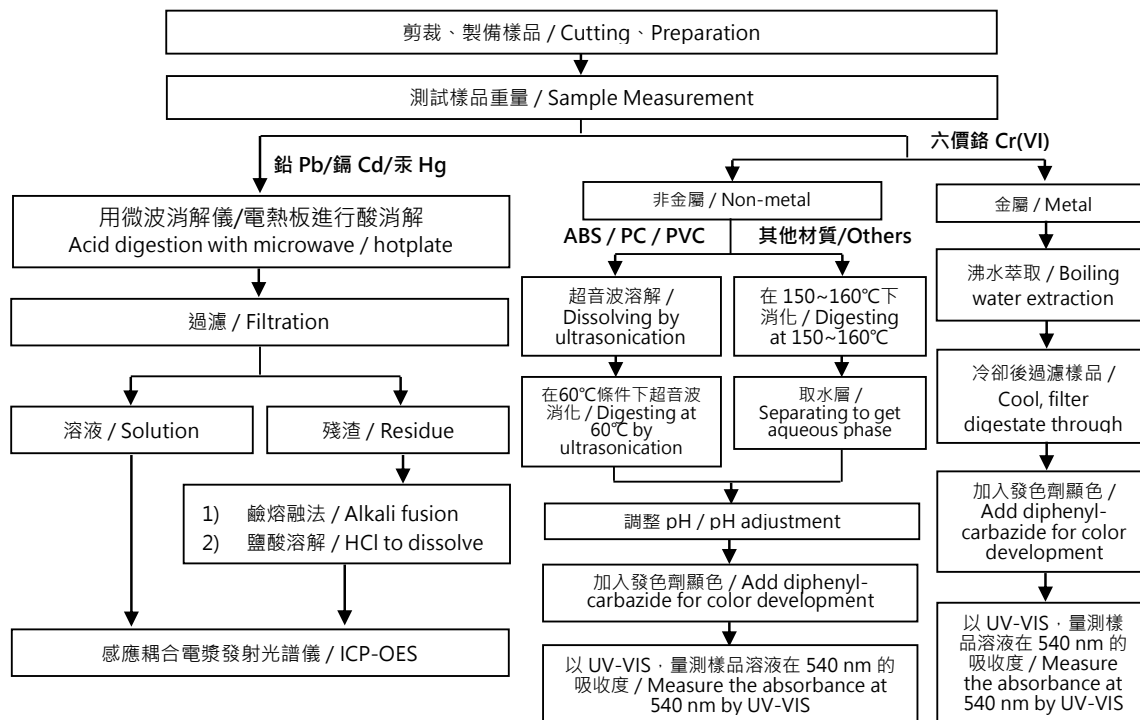 剪裁、製備樣品 / Cutting、Preparation
測試樣品重量 / Sample Measurement
鉛 Pb/鎘 Cd/汞 Hg
六價鉻 Cr(VI)
用微波消解儀/電熱板進行酸消解
Acid digestion with microwave / hotplate
過濾 / Filtration
溶液 / Solution
殘渣 / Residue
1) 鹼熔融法 / Alkali fusion
2) 鹽酸溶解 / HCl to dissolve
感應耦合電漿發射光譜儀 / ICP-OES
非金屬 / Non-metal
ABS / PC / PVC
其他材質/Others
超音波溶解 /
Dissolving by
ultrasonication
在60℃條件下超音波
消化 / Digesting at
60℃ by
ultrasonication
在 150~160℃下
消化 / Digesting
at 150~160℃
取水層 /
Separating to get
aqueous phase
調整 pH / pH adjustment
加入發色劑顯色 / Add diphenyl-
carbazide for color development
以 UV-VIS，量測樣品溶液在 540 nm 的
吸收度 / Measure the absorbance at
540 nm by UV-VIS
金屬 / Metal
沸水萃取 / Boiling
water extraction
冷卻後過濾樣品 /
Cool, filter
digestate through
加入發色劑顯色 /
Add diphenyl-
carbazide for color
development
以 UV-VIS，量測樣
品溶液在 540 nm 的
吸收度 / Measure
the absorbance at
540 nm by UV-VIS